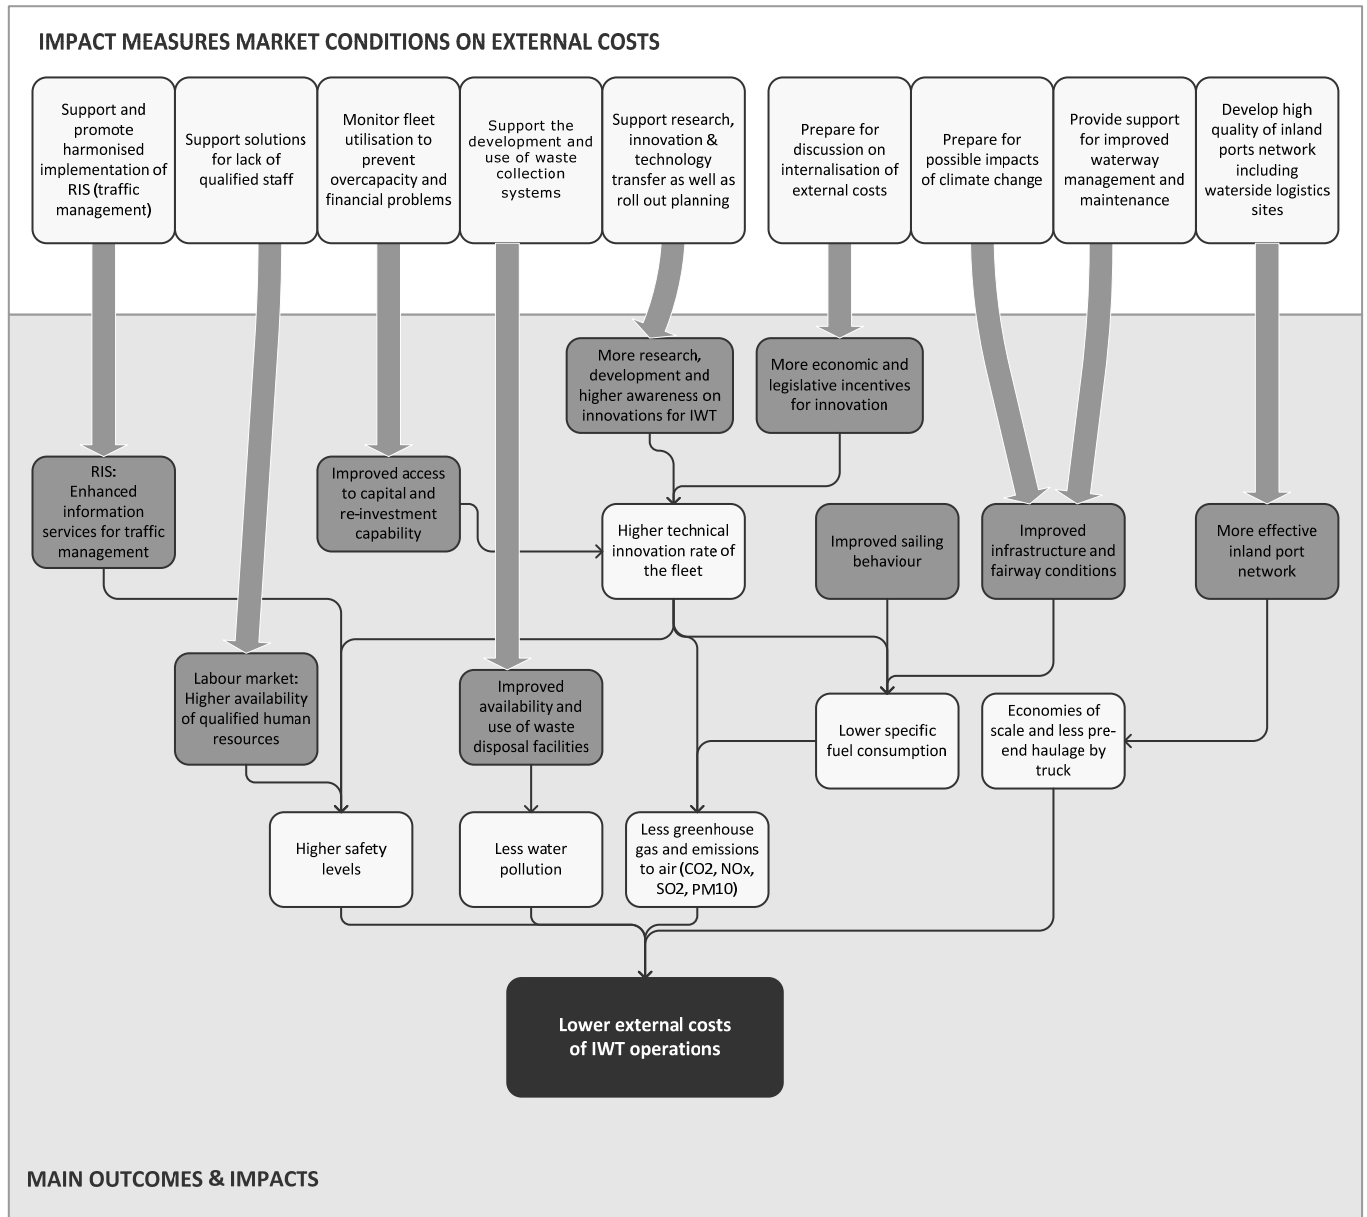 IMPACT MEASURES MARKET CONDITIONS ON EXTERNAL COSTS
Support and
promote
harmonised
implementation of
RIS (traffic
management)
Support solutions
for lack of
qualified staff
Monitor fleet
utilisation to
prevent
overcapacity and
financial problems
Support the
development and
use of waste
collection
systems
Support research,
innovation &
technology
transfer as well as
roll out planning
Prepare for
discussion on
internalisation of
external costs
Prepare for
possible impacts
of climate change
Provide support
for improved
waterway
management and
maintenance
Develop high
quality of inland
ports network
including
waterside logistics
sites
More research,
development and
higher awareness on
innovations for IWT
More economic and
legislative incentives
for innovation
RIS:
Enhanced
information
services for traffic
management
Improved access
to capital and
re-investment
capability
Higher technical
innovation rate of
the fleet
Improved sailing
behaviour
Improved
infrastructure and
fairway conditions
More effective
inland port
network
Labour market:
Higher availability
of qualified human
resources
Improved
availability and
use of waste
disposal facilities
Lower specific
fuel consumption
Economies of
scale and less pre-
end haulage by
truck
Higher safety
levels
Less water
pollution
Less greenhouse
gas and emissions
to air (CO2, NOx,
SO2, PM10)
Lower external costs
of IWT operations
MAIN OUTCOMES & IMPACTS